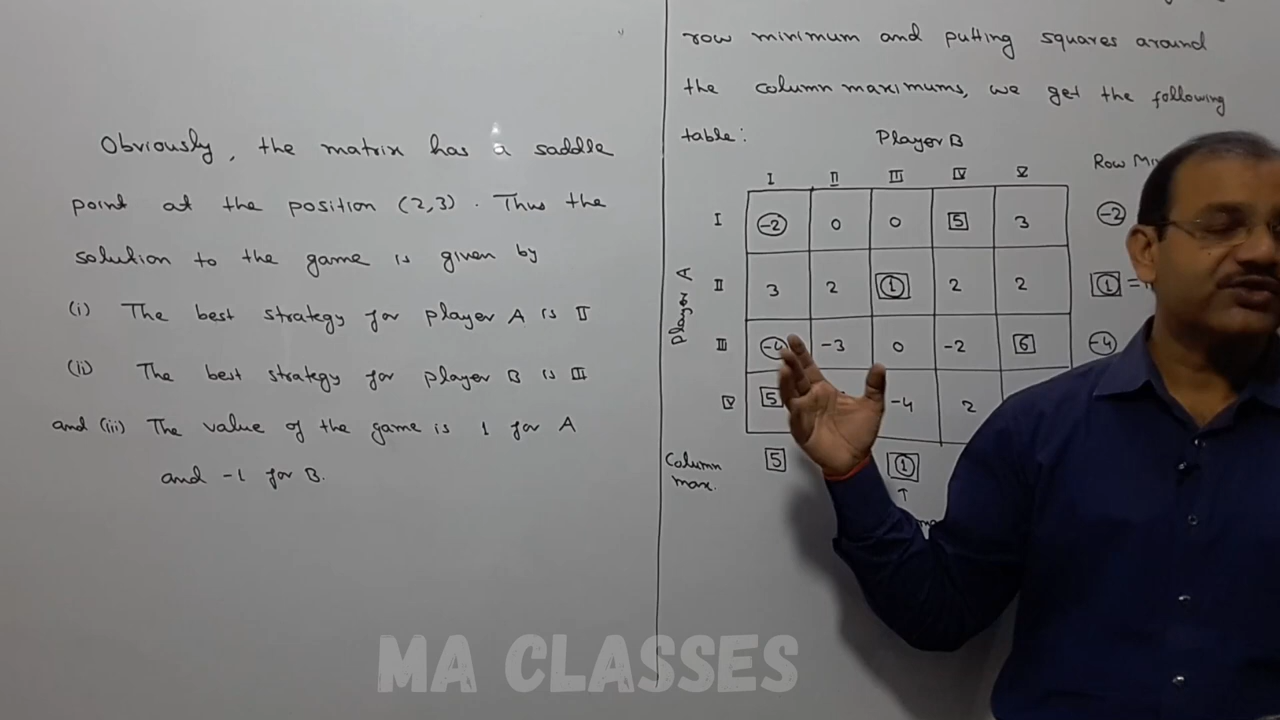 Obviously, the matrix has a saddle
point at the position (2,3). Thus the
solution to the game is given by
(i) The best strategy for player A is II
(ii) The best strategy for player B is III
and (iii) The value of the game is 1 for A
and -1 for B.
row minimum and putting squares around
the column maximums, we get the following
table:
Player B
Row
I II III IV V
Player A
I -2 0 0 5 3 -2
II 3 2 1 2 2 1 =
III -4 -3 0 -2 6 -4
5 -4 2
Column max. 5 1
↑
MA CLASSES